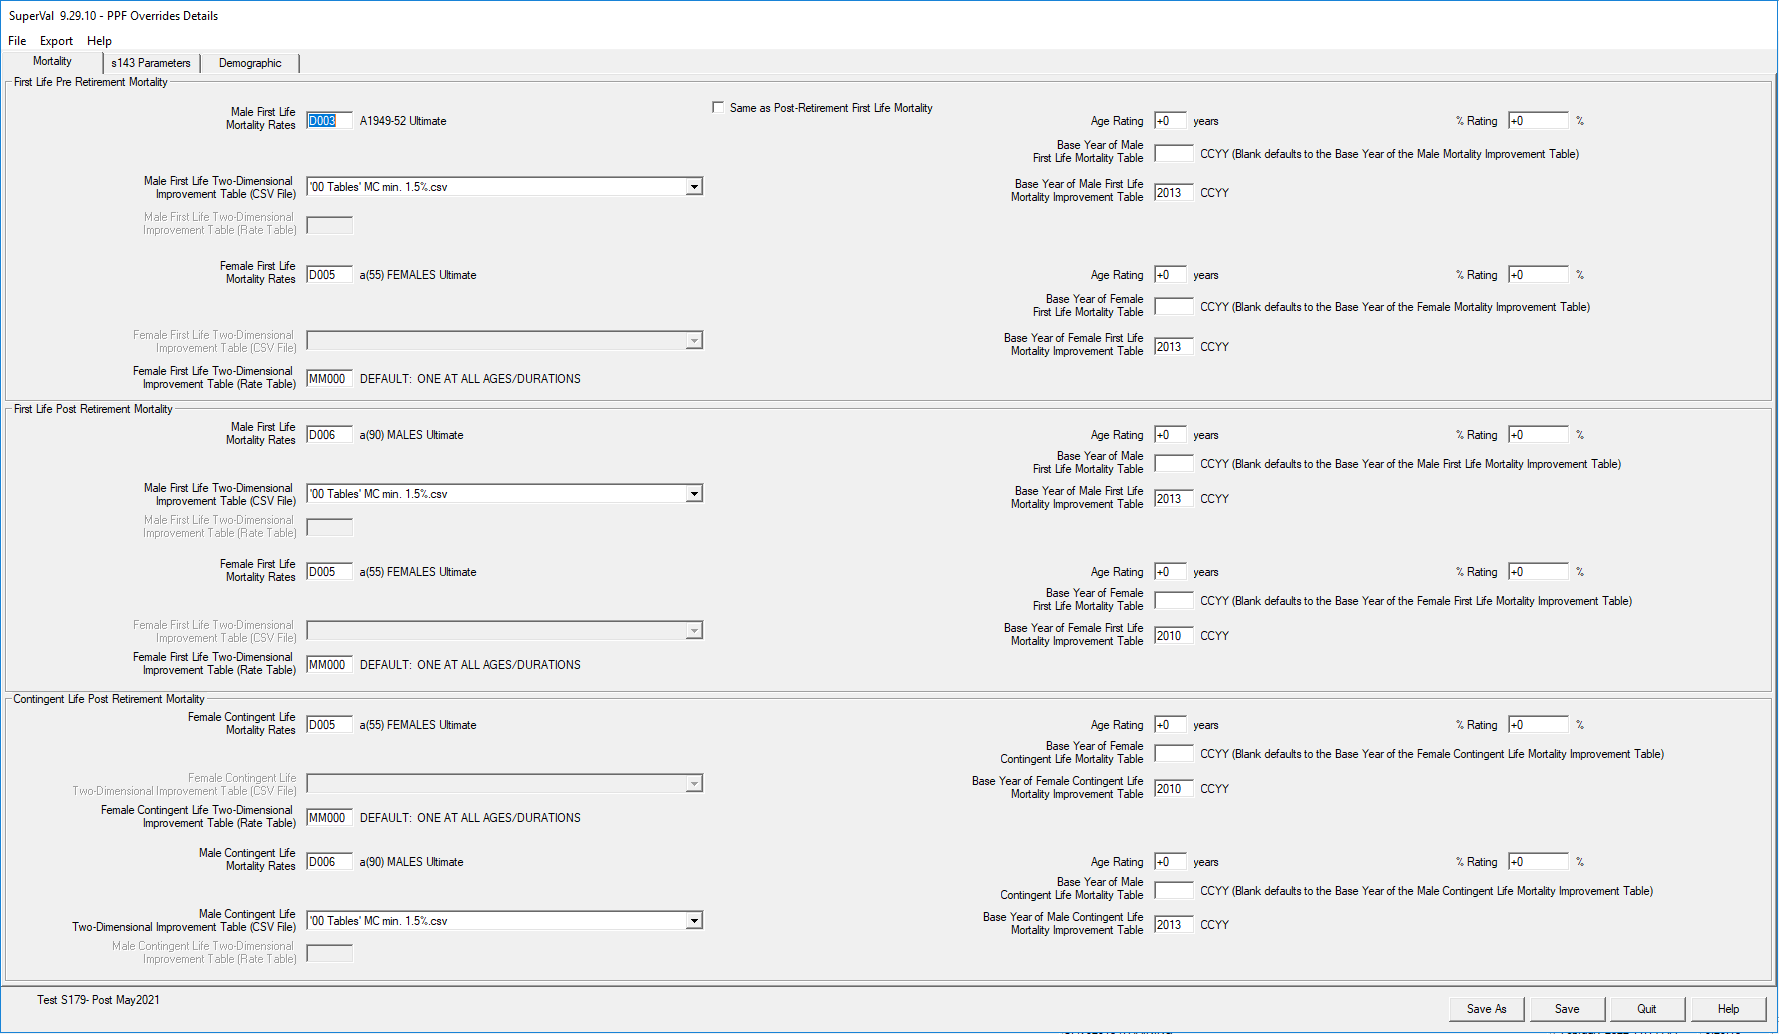 SuperVal 9.29.10 - PPF Overrides Details
File Export Help
Mortality s143 Parameters Demographic
First Life Pre Retirement Mortality
Male First Life
Mortality Rates D003 A1949-52 Ultimate
Same as Post-Retirement First Life Mortality
Age Rating +0 years % Rating +0 %
Base Year of Male
First Life Mortality Table CCYY (Blank defaults to the Base Year of the Male Mortality Improvement Table)
Male First Life Two-Dimensional
Improvement Table (CSV File) '00 Tables' MC min. 1.5%.csv
Base Year of Male First Life
Mortality Improvement Table 2013 CCYY
Male First Life Two-Dimensional
Improvement Table (Rate Table)
Female First Life
Mortality Rates D005 a(55) FEMALES Ultimate
Age Rating +0 years % Rating +0 %
Base Year of Female
First Life Mortality Table CCYY (Blank defaults to the Base Year of the Female Mortality Improvement Table)
Female First Life Two-Dimensional
Improvement Table (CSV File)
Base Year of Female First Life
Mortality Improvement Table 2013 CCYY
Female First Life Two-Dimensional
Improvement Table (Rate Table) MM000 DEFAULT: ONE AT ALL AGES/DURATIONS
First Life Post Retirement Mortality
Male First Life
Mortality Rates D006 a(90) MALES Ultimate
Age Rating +0 years % Rating +0 %
Base Year of Male
First Life Mortality Table CCYY (Blank defaults to the Base Year of the Male First Life Mortality Improvement Table)
Male First Life Two-Dimensional
Improvement Table (CSV File) '00 Tables' MC min. 1.5%.csv
Base Year of Male First Life
Mortality Improvement Table 2013 CCYY
Male First Life Two-Dimensional
Improvement Table (Rate Table)
Female First Life
Mortality Rates D005 a(55) FEMALES Ultimate
Age Rating +0 years % Rating +0 %
Base Year of Female
First Life Mortality Table CCYY (Blank defaults to the Base Year of the Female First Life Mortality Improvement Table)
Female First Life Two-Dimensional
Improvement Table (CSV File)
Base Year of Female First Life
Mortality Improvement Table 2010 CCYY
Female First Life Two-Dimensional
Improvement Table (Rate Table) MM000 DEFAULT: ONE AT ALL AGES/DURATIONS
Contingent Life Post Retirement Mortality
Female Contingent Life
Mortality Rates D005 a(55) FEMALES Ultimate
Age Rating +0 years % Rating +0 %
Base Year of Female
Contingent Life Mortality Table CCYY (Blank defaults to the Base Year of the Female Contingent Life Mortality Improvement Table)
Female Contingent Life
Two-Dimensional Improvement Table (CSV File)
Base Year of Female Contingent Life
Mortality Improvement Table 2010 CCYY
Female Contingent Life Two-Dimensional
Improvement Table (Rate Table) MM000 DEFAULT: ONE AT ALL AGES/DURATIONS
Male Contingent Life
Mortality Rates D006 a(90) MALES Ultimate
Age Rating +0 years % Rating +0 %
Base Year of Male
Contingent Life Mortality Table CCYY (Blank defaults to the Base Year of the Male Contingent Life Mortality Improvement Table)
Male Contingent Life
Two-Dimensional Improvement Table (CSV File) '00 Tables' MC min. 1.5%.csv
Base Year of Male Contingent Life
Mortality Improvement Table 2013 CCYY
Male Contingent Life Two-Dimensional
Improvement Table (Rate Table)
Test S179- Post May2021
Save As Save Quit Help